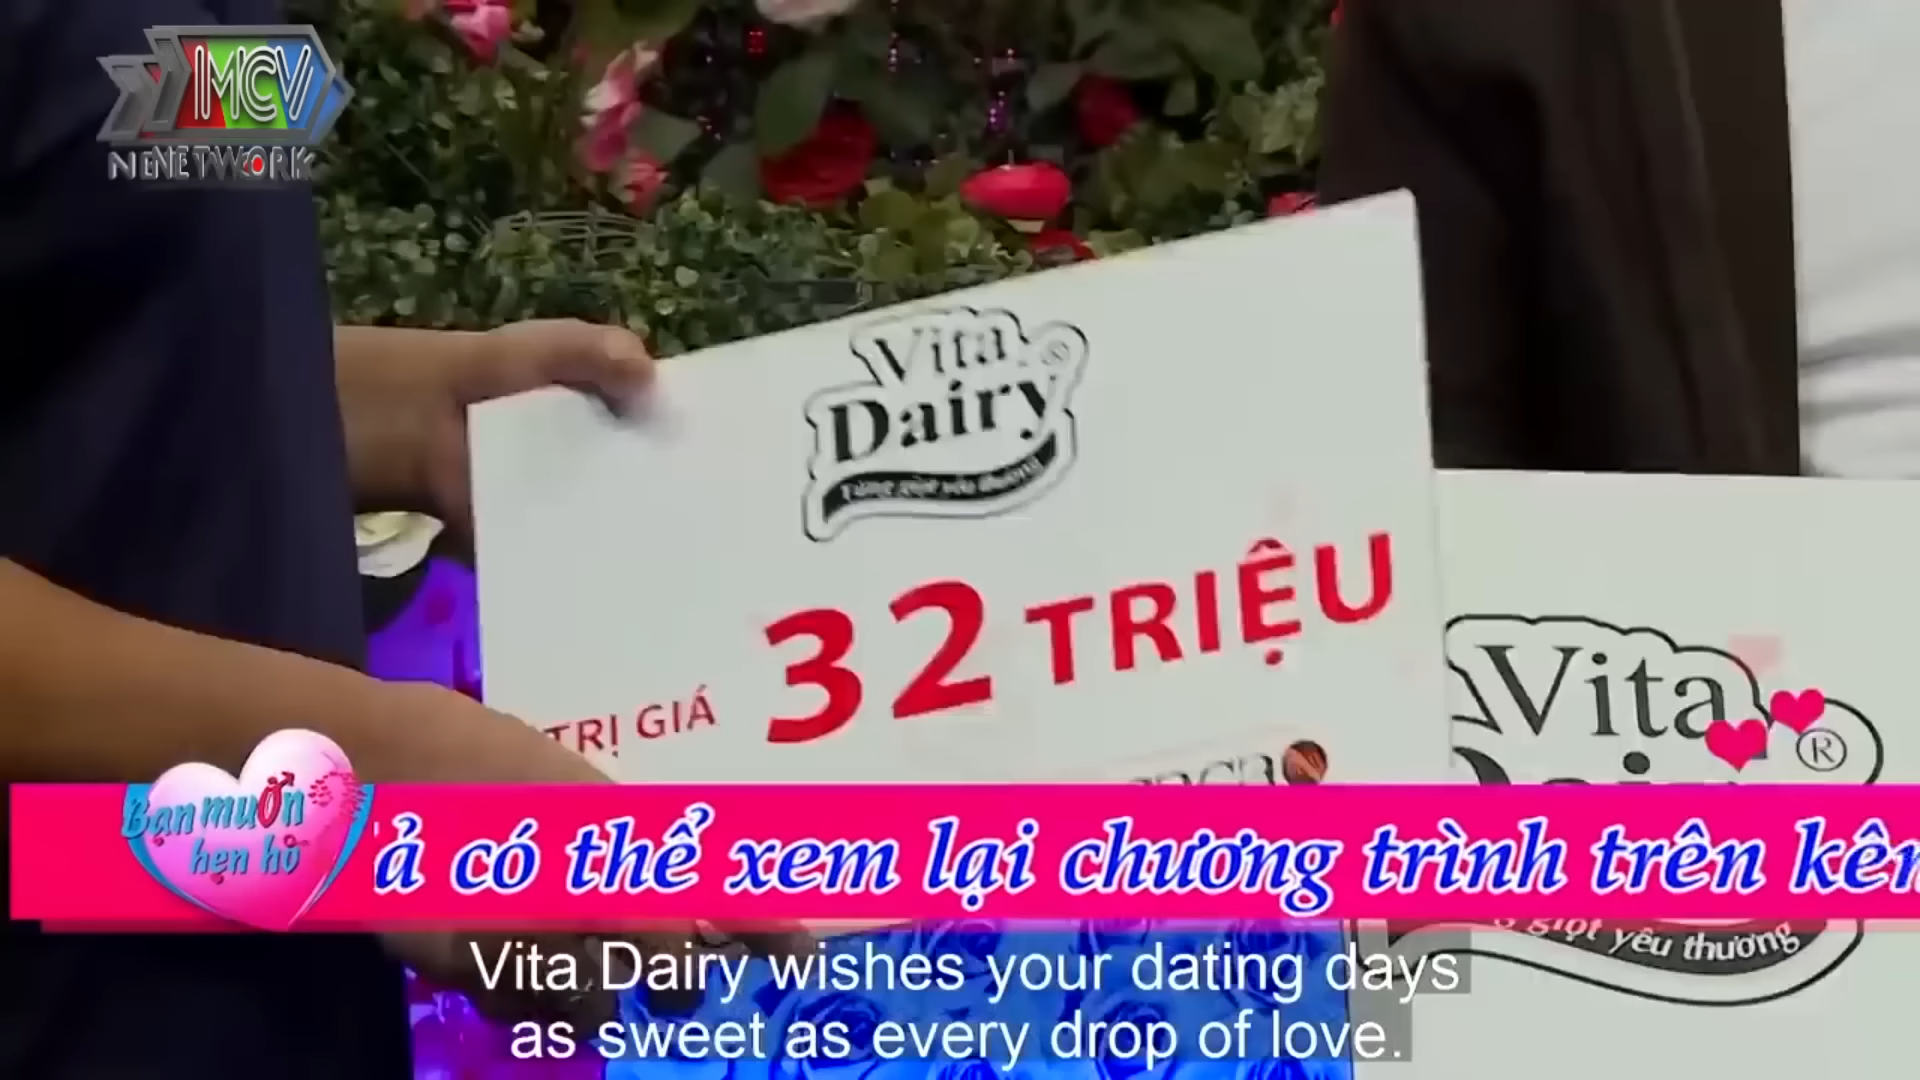 MCV
NETWORK
Vita
Dairy
TRỊ GIÁ 32 TRIỆU
Vita ®
Bạn muốn
hẹn hò
ả có thể xem lại chương trình trên kên
giọt yêu thương
Vita Dairy wishes your dating days
as sweet as every drop of love.